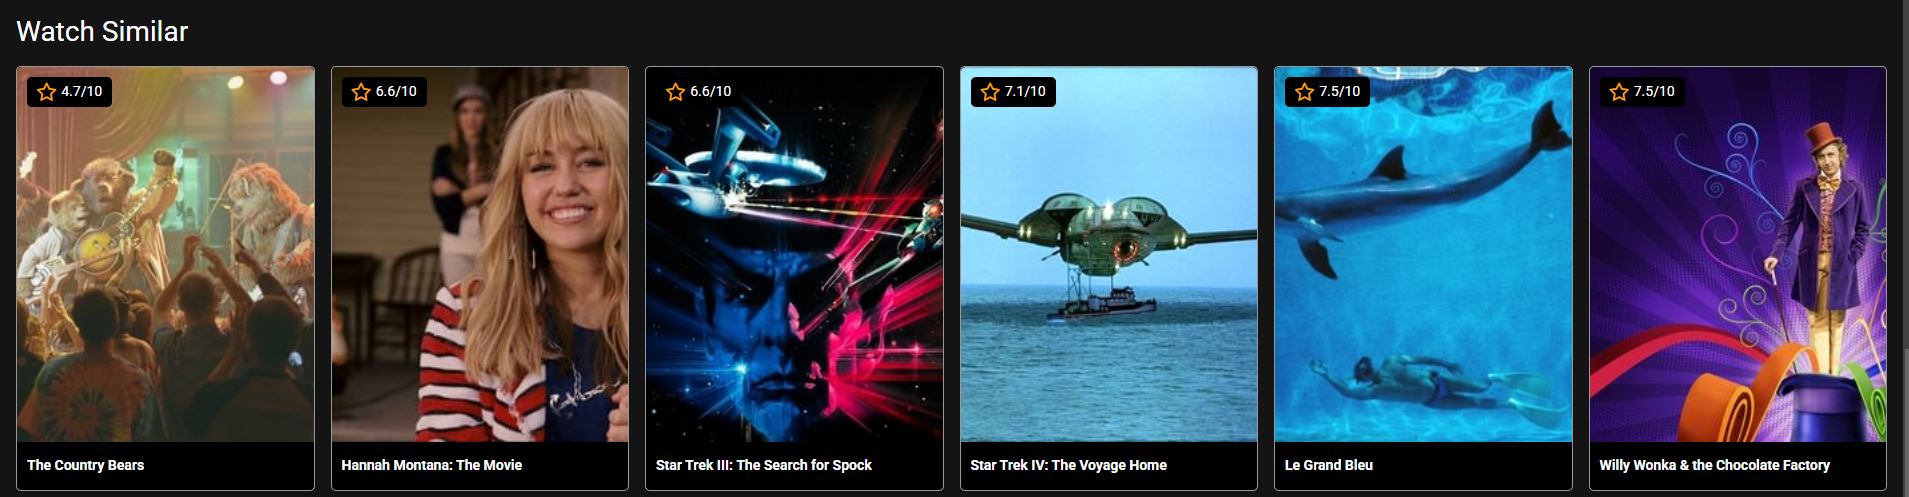 Watch Similar
4.7/10
6.6/10
6.6/10
7.1/10
7.5/10
7.5/10
The Country Bears
Hannah Montana: The Movie
Star Trek III: The Search for Spock
Star Trek IV: The Voyage Home
Le Grand Bleu
Willy Wonka & the Chocolate Factory